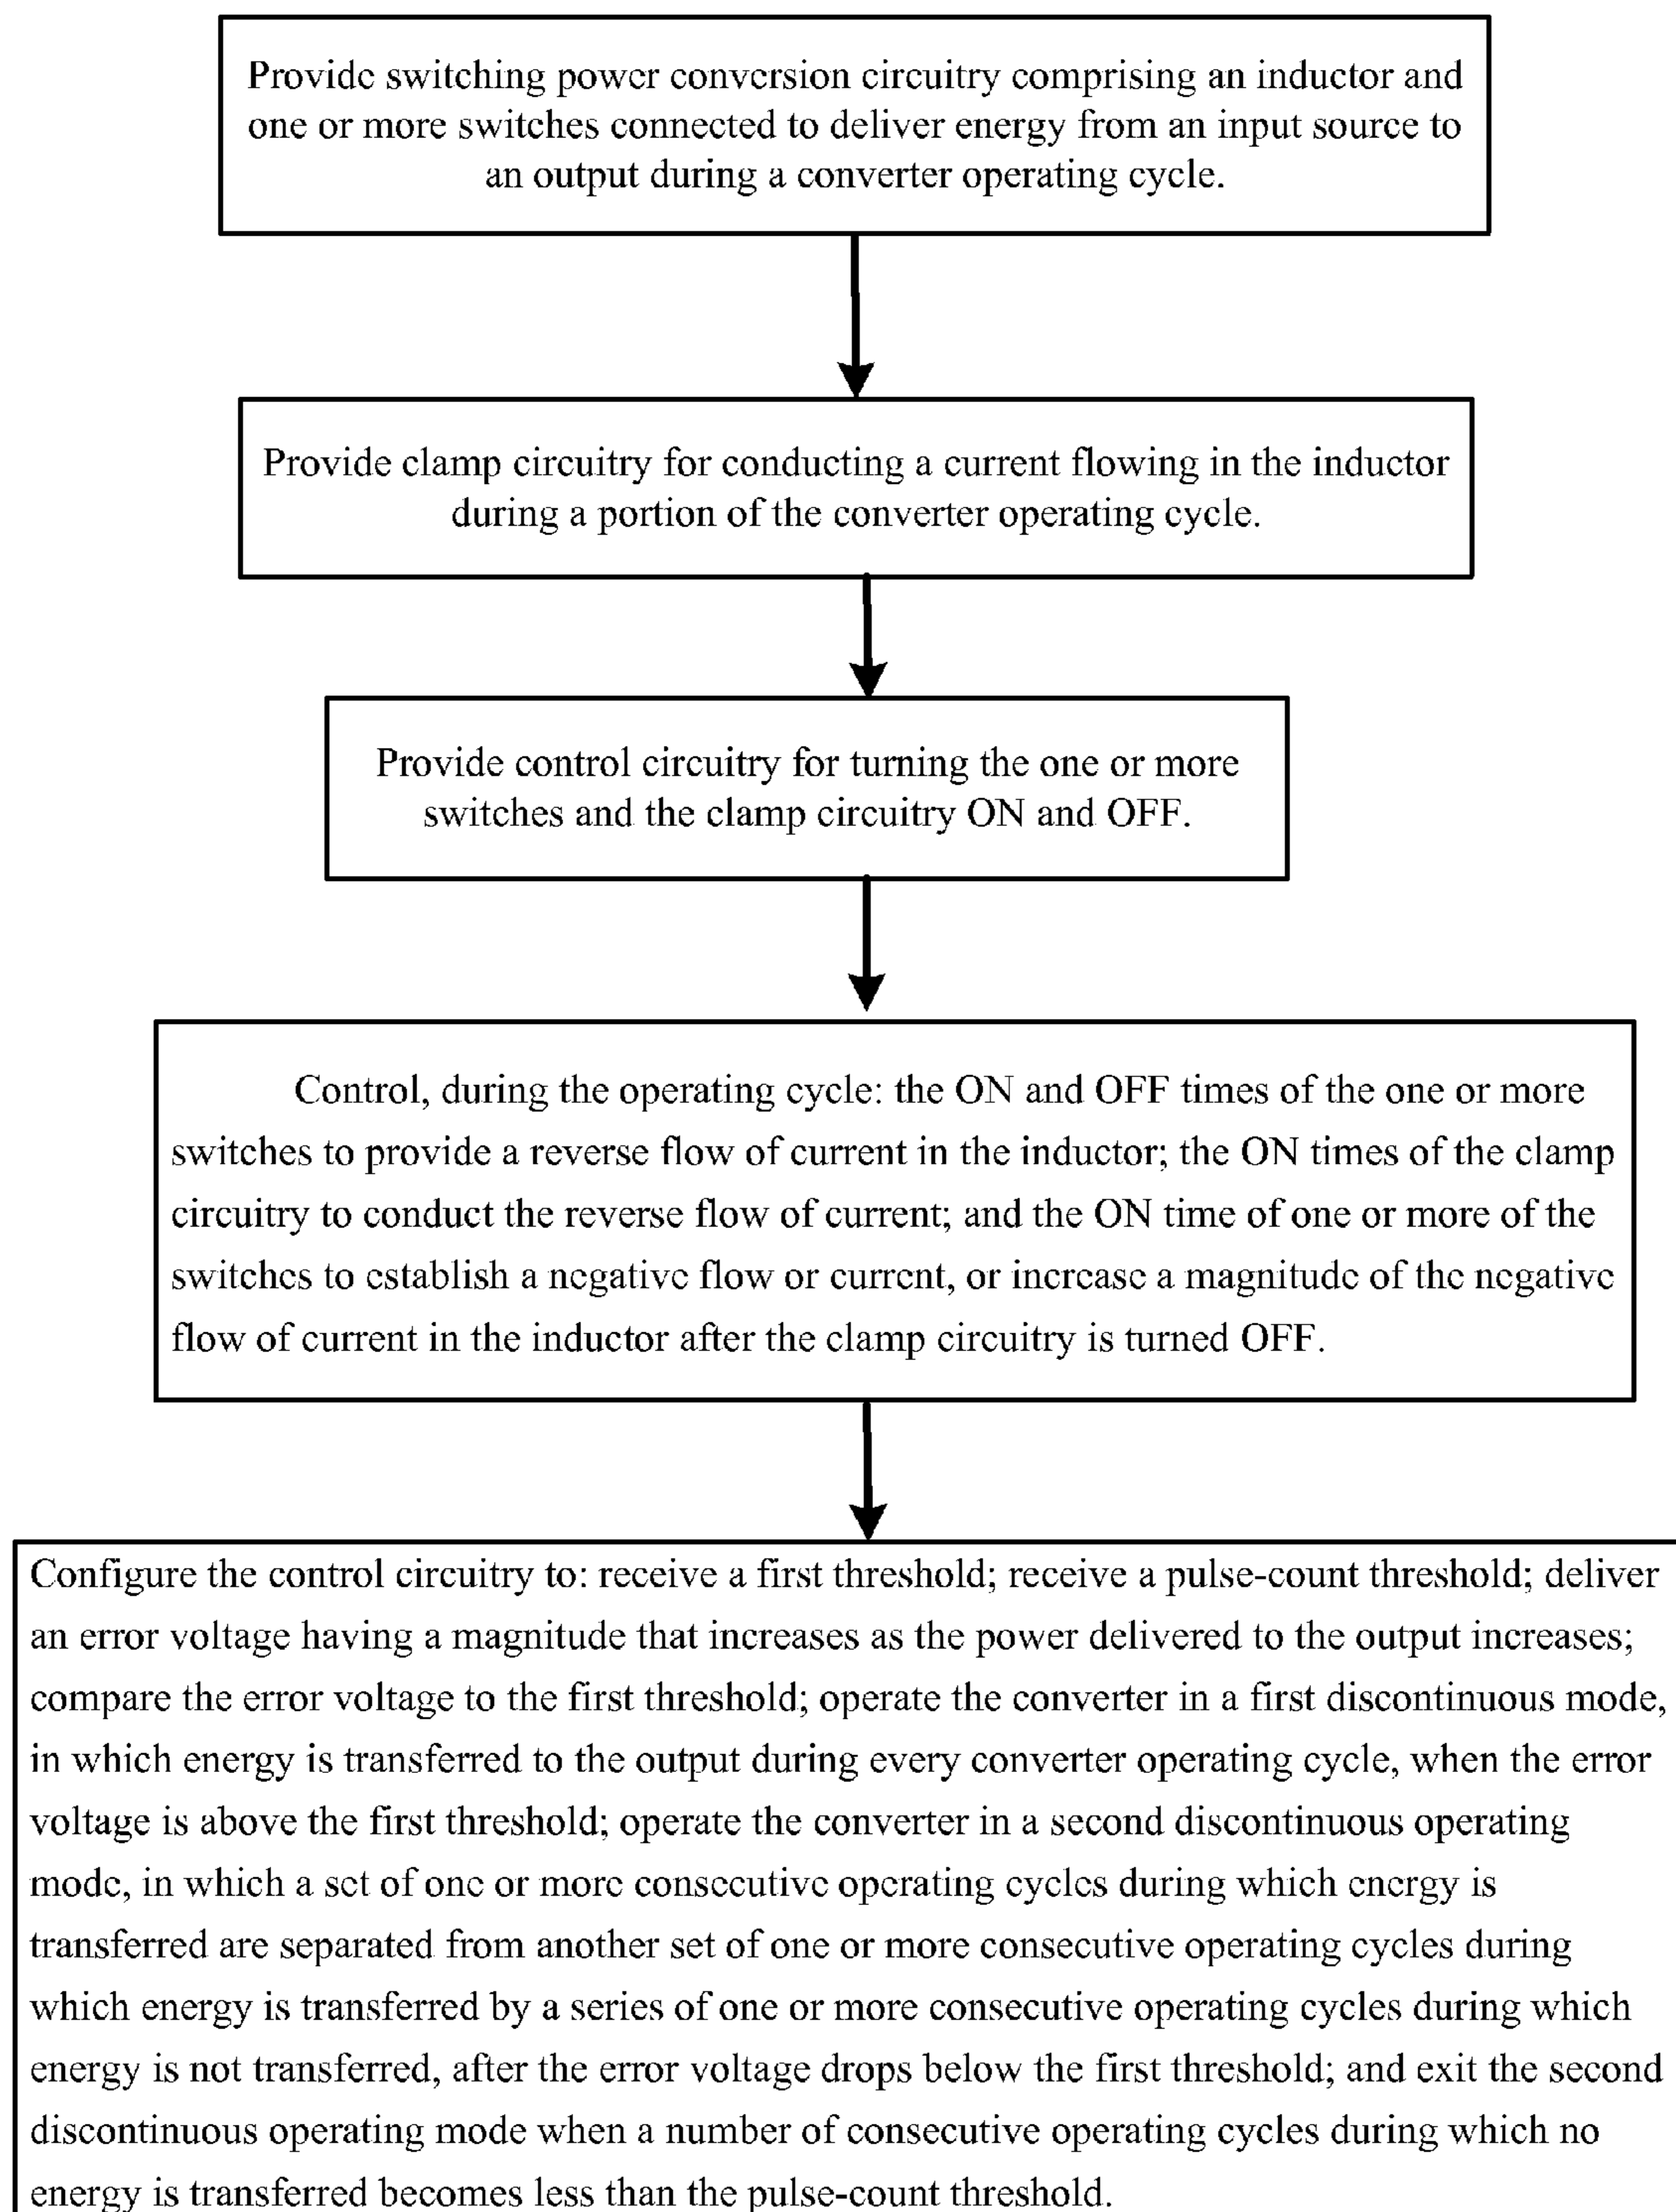 Provide switching power conversion circuitry comprising an inductor and
one or more switches connected to deliver energy from an input source to
an output during a converter operating cycle.
Provide clamp circuitry for conducting a current flowing in the inductor
during a portion of the converter operating cycle.
Provide control circuitry for turning the one or more
switches and the clamp circuitry ON and OFF.
Control, during the operating cycle: the ON and OFF times of the one or more
switches to provide a reverse flow of current in the inductor; the ON times of the clamp
circuitry to conduct the reverse flow of current; and the ON time of one or more of the
switches to establish a negative flow or current, or increase a magnitude of the negative
flow of current in the inductor after the clamp circuitry is turned OFF.
Configure the control circuitry to: receive a first threshold; receive a pulse-count threshold; deliver
an error voltage having a magnitude that increases as the power delivered to the output increases;
compare the error voltage to the first threshold; operate the converter in a first discontinuous mode,
in which energy is transferred to the output during every converter operating cycle, when the error
voltage is above the first threshold; operate the converter in a second discontinuous operating
mode, in which a set of one or more consecutive operating cycles during which energy is
transferred are separated from another set of one or more consecutive operating cycles during
which energy is transferred by a series of one or more consecutive operating cycles during which
energy is not transferred, after the error voltage drops below the first threshold; and exit the second
discontinuous operating mode when a number of consecutive operating cycles during which no
energy is transferred becomes less than the pulse-count threshold.